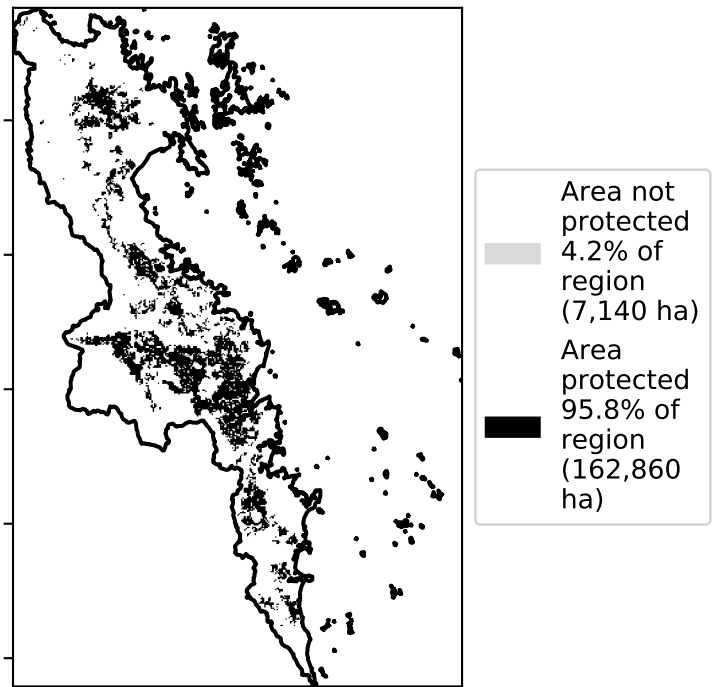 Area not
protected
4.2% of
region
(7,140 ha)
Area
protected
95.8% of
region
(162,860
ha)